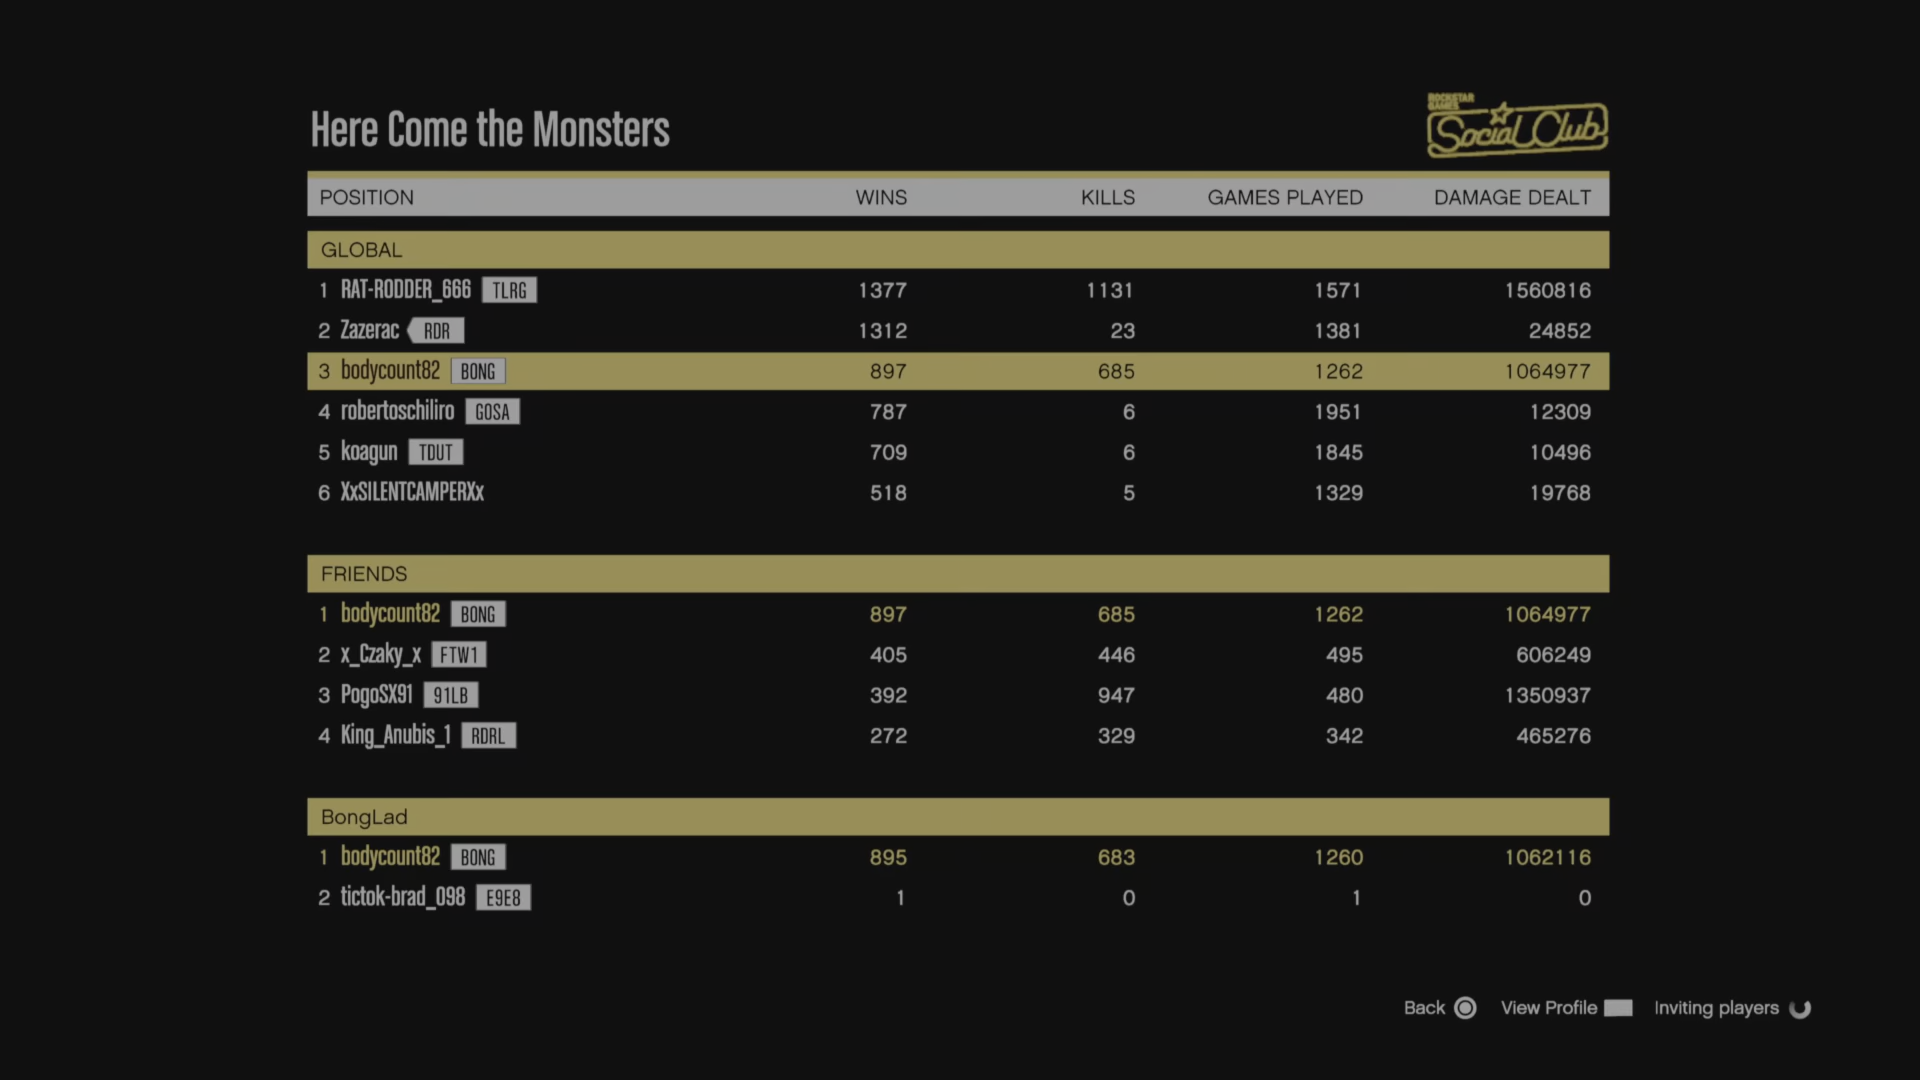 ROCKSTAR
GAMES
Here Come the Monsters
Social Club
POSITION WINS KILLS GAMES PLAYED DAMAGE DEALT
GLOBAL
1 RAT-RODDER_666 TLRG 1377 1131 1571 1560816
2 Zazerac RDR 1312 23 1381 24852
3 bodycount82 BONG 897 685 1262 1064977
4 robertoschiliro GOSA 787 6 1951 12309
5 koagun TDUT 709 6 1845 10496
6 XxSILENTCAMPERXx 518 5 1329 19768
FRIENDS
1 bodycount82 BONG 897 685 1262 1064977
2 x_Czaky_x FTW1 405 446 495 606249
3 PogoSX91 91LB 392 947 480 1350937
4 King_Anubis_1 RDRL 272 329 342 465276
BongLad
1 bodycount82 BONG 895 683 1260 1062116
2 tictok-brad_098 E9E8 1 0 1 0
Back View Profile Inviting players